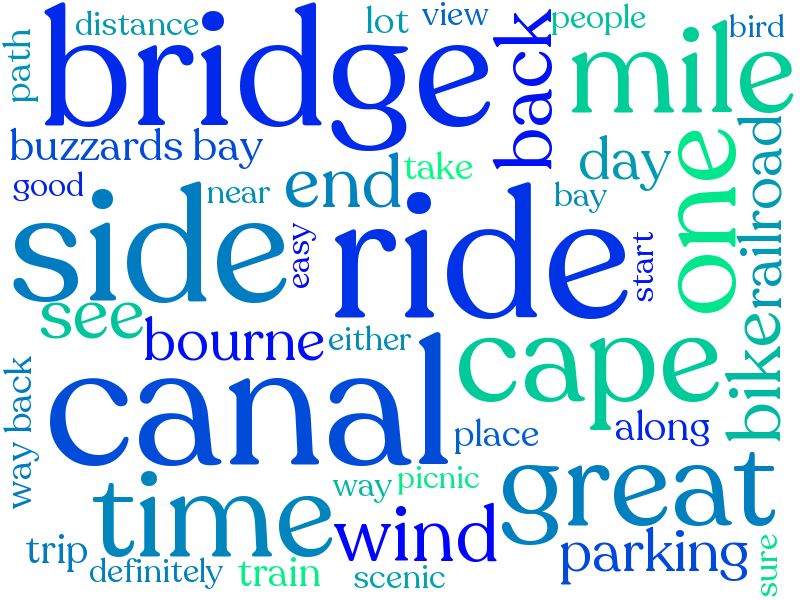 distance
lot
view
people
bird
path
bridge
back
mile
buzzards bay
end
take
day
one
railroad
good
near
bay
side
easy
ride
start
see
bourne
either
cape
bike
way back
canal
place
along
time
way
picnic
great
wind
parking
sure
trip
definitely
train
scenic